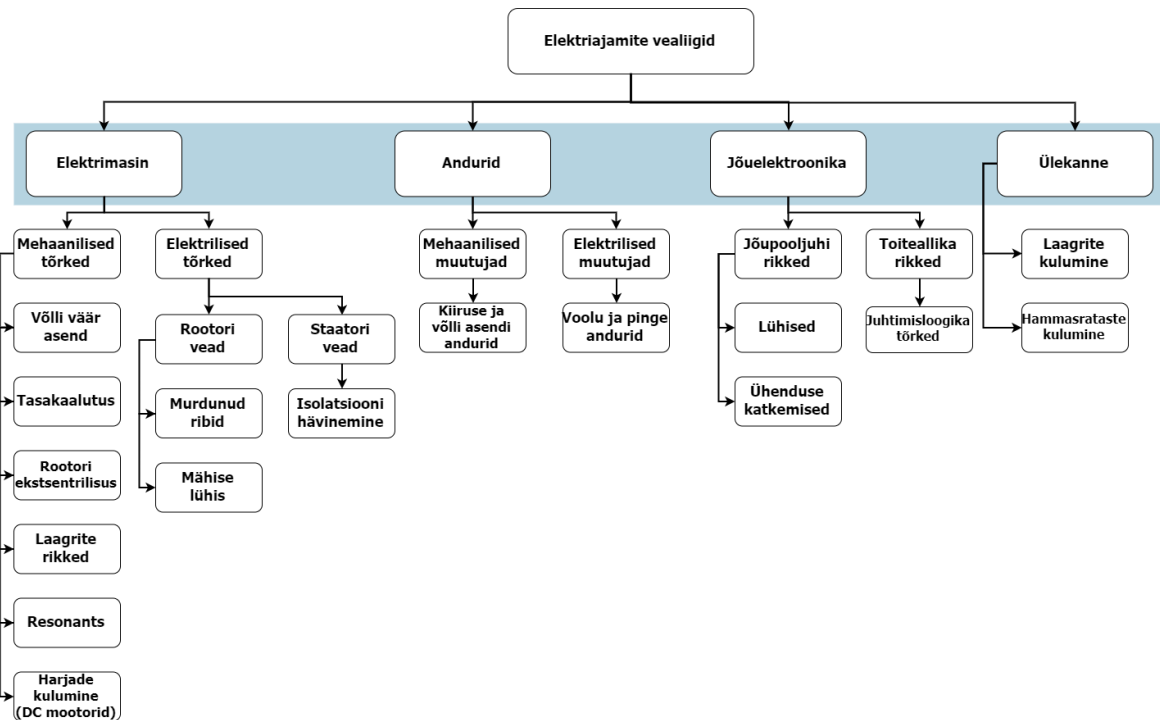 Elektriajamite vealiigid
Elektrimasin
Andurid
Jõuelektroonika
Ülekanne
Mehaanilised
tõrked
Elektrilised
tõrked
Mehaanilised
muutujad
Elektrilised
muutujad
Jõupooljuhi
rikked
Toiteallika
rikked
Laagrite
kulumine
Võlli väär
asend
Rootori
vead
Staatori
vead
Kiiruse ja
võlli asendi
andurid
Voolu ja pinge
andurid
Lühised
Juhtimisloogika
tõrked
Hammasrataste
kulumine
Tasakaalutus
Murdunud
ribid
Isolatsiooni
hävinemine
Ühenduse
katkemised
Rootori
ekstsentrilisus
Mähise
lühis
Laagrite
rikked
Resonants
Harjade
kulumine
(DC mootorid)